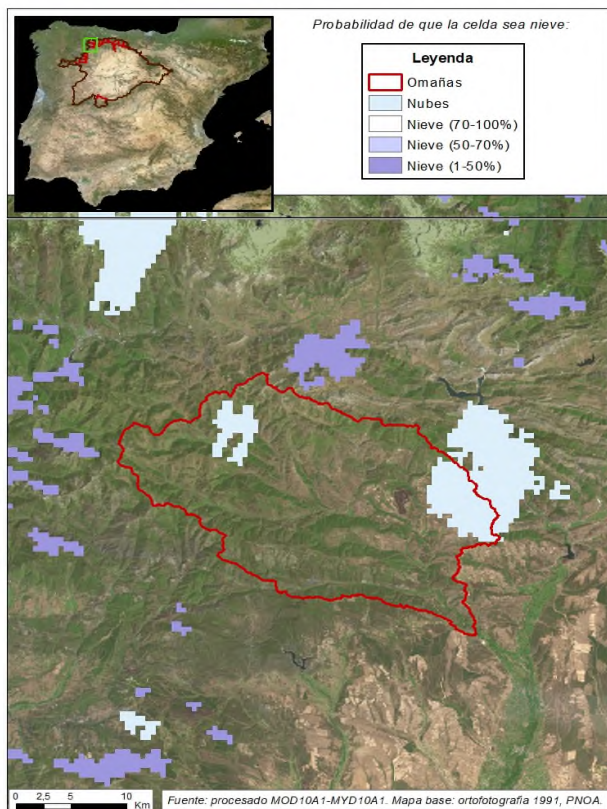 Probabilidad de que la celda sea nieve:
Leyenda
Omañas
Nubes
Nieve (70-100%)
Nieve (50-70%)
Nieve (1-50%)
0 2,5 5 10
Km
Fuente: procesado MOD10A1-MYD10A1. Mapa base: ortofotografia 1991, PNOA